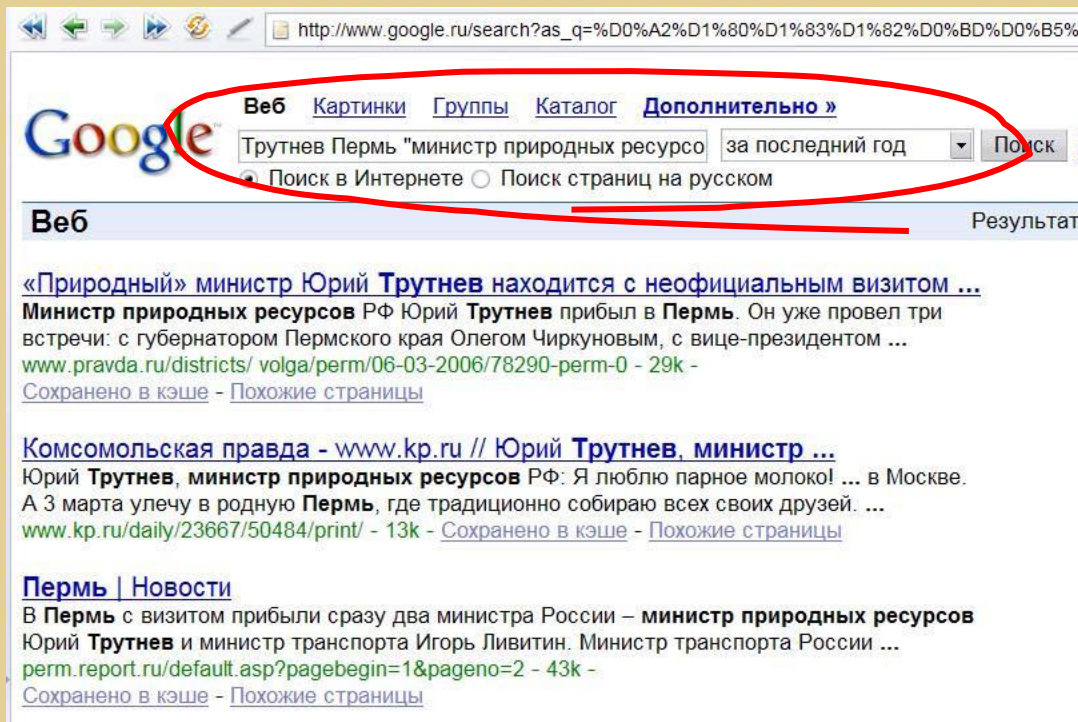 http://www.google.ru/search?as_q=%D0%A2%D1%80%D1%83%D1%82%D0%BD%D0%B5%
Google™
Веб Картинки Группы Каталог Дополнительно »
Трутнев Пермь "министр природных ресурсо за последний год Поиск
Поиск в Интернете Поиск страниц на русском
Веб Результат
«Природный» министр Юрий Трутнев находится с неофициальным визитом ...
Министр природных ресурсов РФ Юрий Трутнев прибыл в Пермь. Он уже провел три
встречи: с губернатором Пермского края Олегом Чиркуновым, с вице-президентом ...
www.pravda.ru/districts/ volga/perm/06-03-2006/78290-perm-0 - 29k -
Сохранено в кэше - Похожие страницы
Комсомольская правда - www.kp.ru // Юрий Трутнев, министр ...
Юрий Трутнев, министр природных ресурсов РФ: Я люблю парное молоко! ... в Москве.
А 3 марта улечу в родную Пермь, где традиционно собираю всех своих друзей. ...
www.kp.ru/daily/23667/50484/print/ - 13k - Сохранено в кэше - Похожие страницы
Пермь | Новости
В Пермь с визитом прибыли сразу два министра России – министр природных ресурсов
Юрий Трутнев и министр транспорта Игорь Ливитин. Министр транспорта России ...
perm.report.ru/default.asp?pagebegin=1&pageno=2 - 43k -
Сохранено в кэше - Похожие страницы